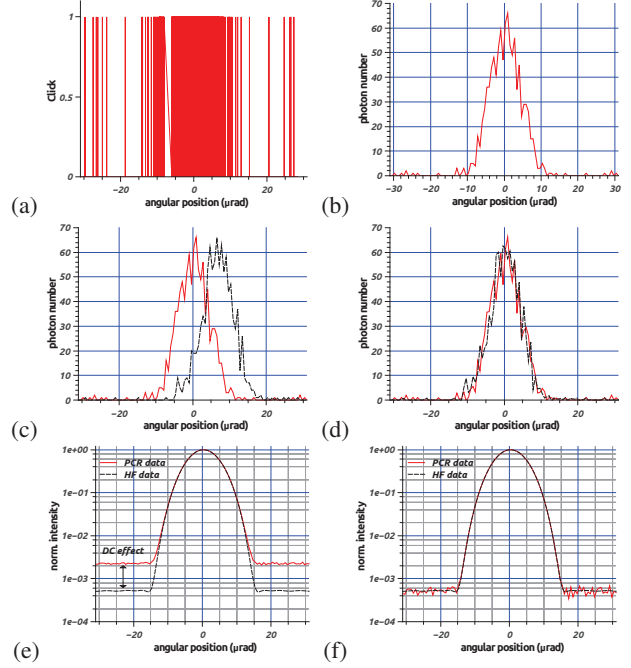 1
0.5
0
Click
−20
0
20
angular position (μrad)
(a)
70
60
50
40
30
20
10
0
photon number
-30
-20
-10
0
10
20
30
angular position (μrad)
(b)
70
60
50
40
30
20
10
0
photon number
−20
0
20
angular position (μrad)
(c)
70
60
50
40
30
20
10
0
photon number
−20
0
20
angular position (μrad)
(d)
1e+00
1e−01
1e−02
1e−03
1e−04
norm. intensity
PCR data
HF data
DC effect
−20
0
20
angular position (μrad)
(e)
1e+00
1e−01
1e−02
1e−03
1e−04
norm. intensity
PCR data
HF data
−20
0
20
angular position (μrad)
(f)